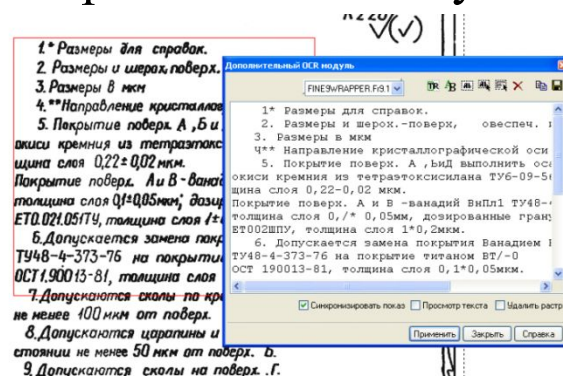 √(√)
1.* Размеры для справок.
2. Размеры и шерох. поверх.
3. Размеры в мкм
4.** Направление кристаллог
5. Покрытие поверх. А, Б и
окиси кремния из тетраэтокс
щина слоя 0,22±0,02 мкм.
Покрытие поверх. А и В - Вана
толщина слоя 0,1±0,05мкм, дози
ЕТ0.021.051ТУ, толщина слоя 1±
6. Допускается замена покр
ТУ48-4-373-76 на покрыти
ОСТ 1.90013-81, толщина слоя
7. Допускаются сколы по кр
не менее 100 мкм от поверх.
8. Допускаются царапины и
стоянии не менее 50 мкм от поверх. Б.
9. Допускаются сколы на поверх. Г.
Дополнительный OCR модуль
FINE9WRAPPER.Fr9.1
1* Размеры для справок.
2. Размеры и шерох.-поверх, овеспеч.
3. Размеры в мкм
Ч** Направление кристаллографической оси
5. Покрытие поверх. А ,БиД выполнить оса
окиси кремния из тетраэтоксисилана ТУ6-09-5
щина слоя 0,22-0,02 мкм.
Покрытие поверх. А и В -ванадий ВнПл1 ТУ48-
толщина слоя 0,/* 0,05мм, дозированные грану
ЕТ002ШПУ, толщина слоя 1*0,2мкм.
6. Допускается замена покрытия Ванадием
ТУ48-4-373-76 на покрытие титаном ВТ/-0
ОСТ 190013-81, толщина слоя 0,1*0,05мкм.
Синхронизировать показ Просмотр текста Удалить растр
Применить Закрыть Справка